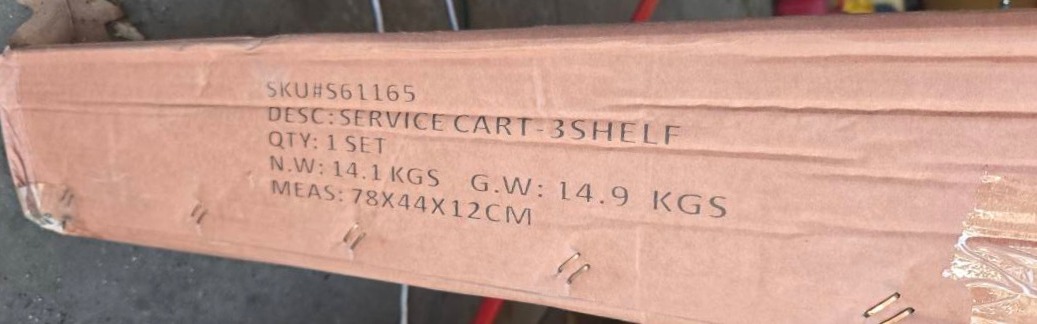 SKU#S61165
DESC:SERVICE CART-3SHELF
QTY: 1 SET
N.W: 14.1 KGS G.W: 14.9 KGS
MEAS: 78X44X12CM